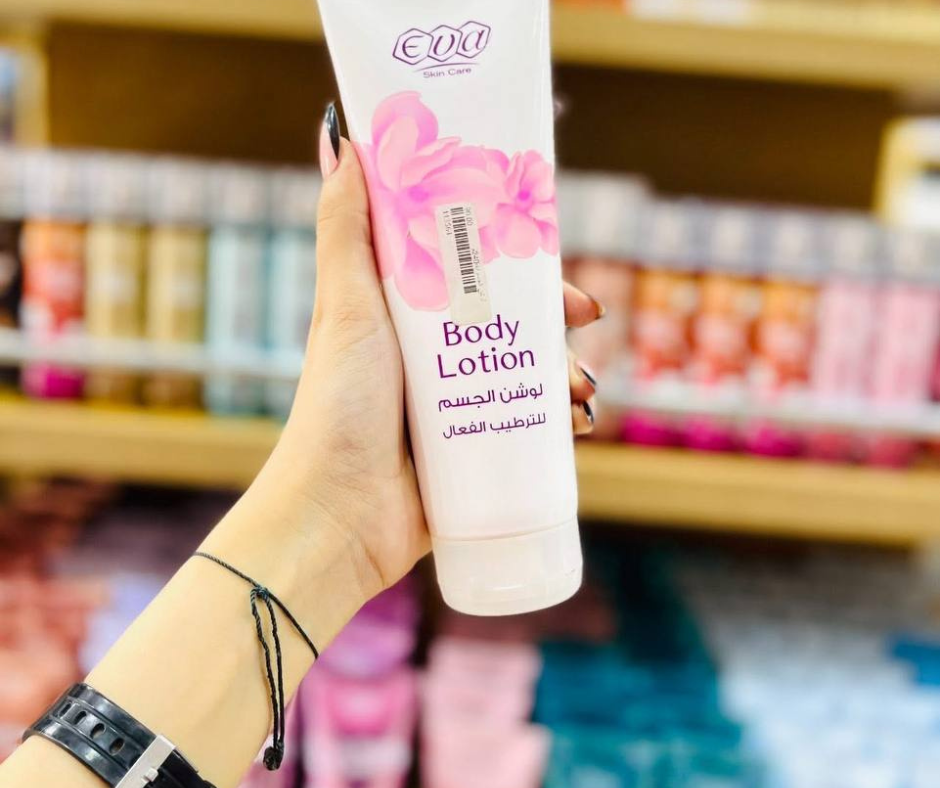 eva
Skin Care
Body
Lotion
لوشن الجسم
للترطيب الفعال